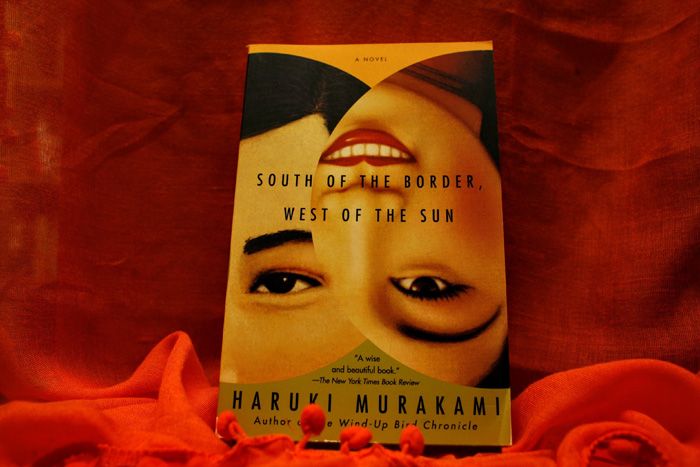 A NOVEL
SOUTH OF THE BORDER,
WEST OF THE SUN
"A wise
and beautiful book."
—The New York Times Book Review
HARUKI MURAKAMI
Author Wind-Up Bird Chronicle